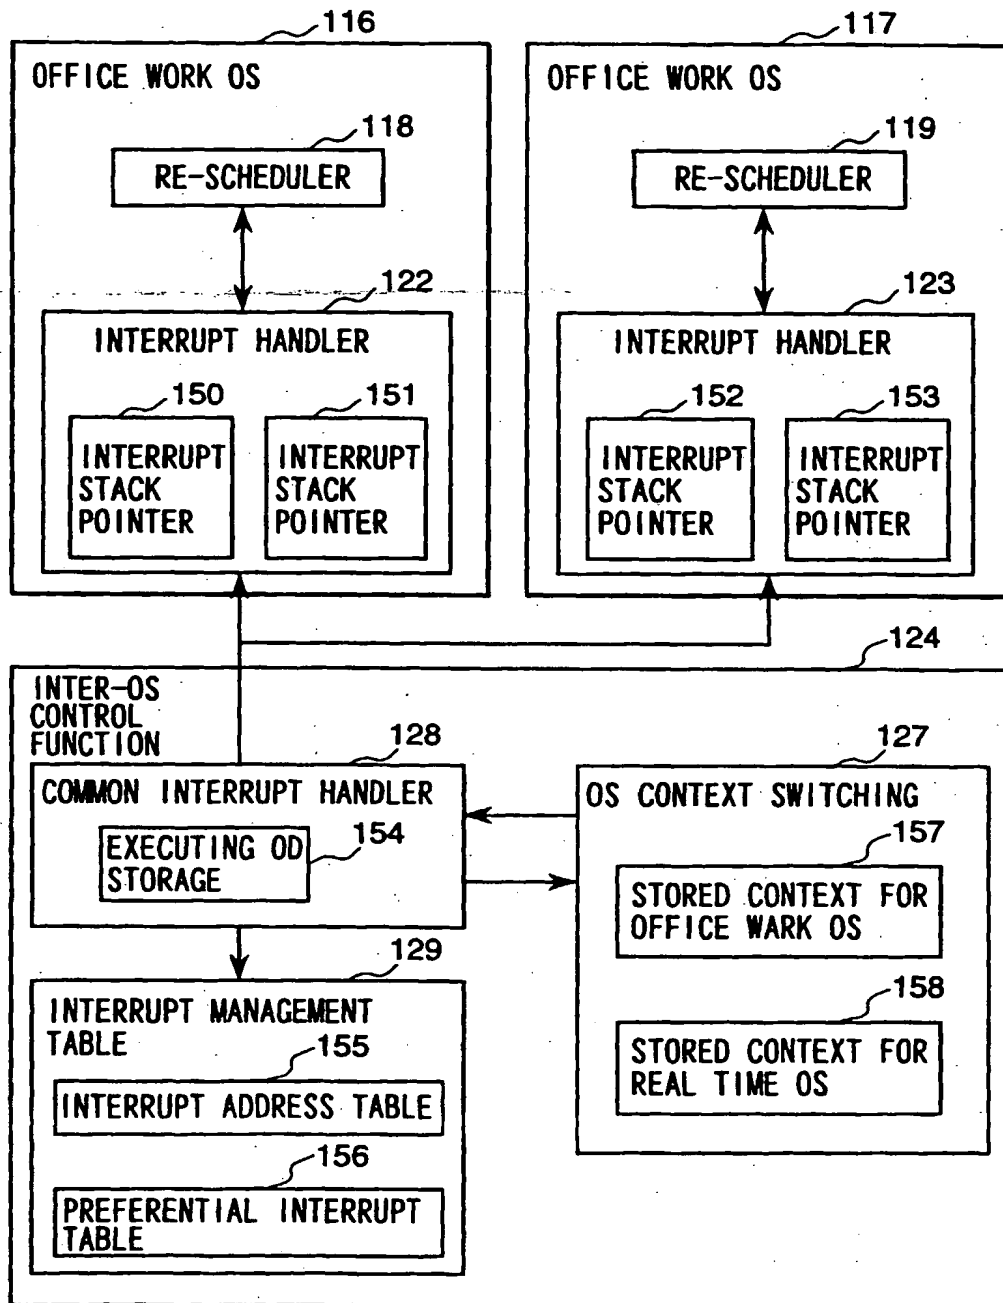 116
OFFICE WORK OS
118
RE-SCHEDULER
122
INTERRUPT HANDLER
150
INTERRUPT
STACK
POINTER
151
INTERRUPT
STACK
POINTER
117
OFFICE WORK OS
119
RE-SCHEDULER
123
INTERRUPT HANDLER
152
INTERRUPT
STACK
POINTER
153
INTERRUPT
STACK
POINTER
124
INTER-OS
CONTROL
FUNCTION
128
COMMON INTERRUPT HANDLER
154
EXECUTING OD
STORAGE
127
OS CONTEXT SWITCHING
157
STORED CONTEXT FOR
OFFICE WARK OS
158
STORED CONTEXT FOR
REAL TIME OS
129
INTERRUPT MANAGEMENT
TABLE
155
INTERRUPT ADDRESS TABLE
156
PREFERENTIAL INTERRUPT
TABLE